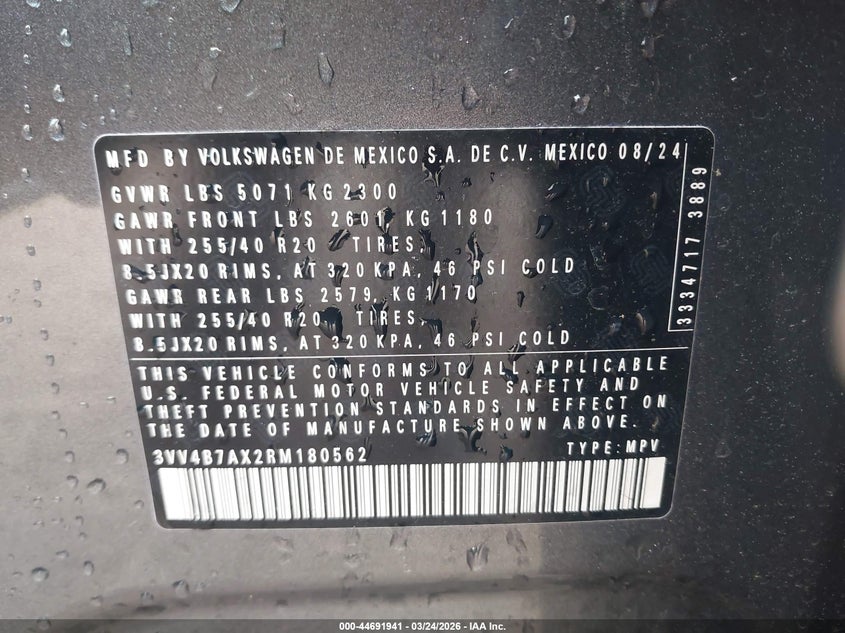 MFD BY VOLKSWAGEN DE MEXICO S.A. DE C.V. MEXICO 08/24
GVWR LBS 5071 KG 2300
GAWR FRONT LBS 2601, KG 1180
WITH 255/40 R20 TIRES,
8.5JX20 RIMS, AT 320 KPA, 46 PSI COLD
GAWR REAR LBS 2579, KG 1170
WITH 255/40 R20 TIRES,
8.5JX20 RIMS, AT 320 KPA, 46 PSI COLD
THIS VEHICLE CONFORMS TO ALL APPLICABLE
U.S. FEDERAL MOTOR VEHICLE SAFETY AND
THEFT PREVENTION STANDARDS IN EFFECT ON
THE DATE OF MANUFACTURE SHOWN ABOVE.
3VV4B7AX2RM180562 TYPE: MPV
3334717 3889
000-44691941 - 03/24/2026 - IAA Inc.